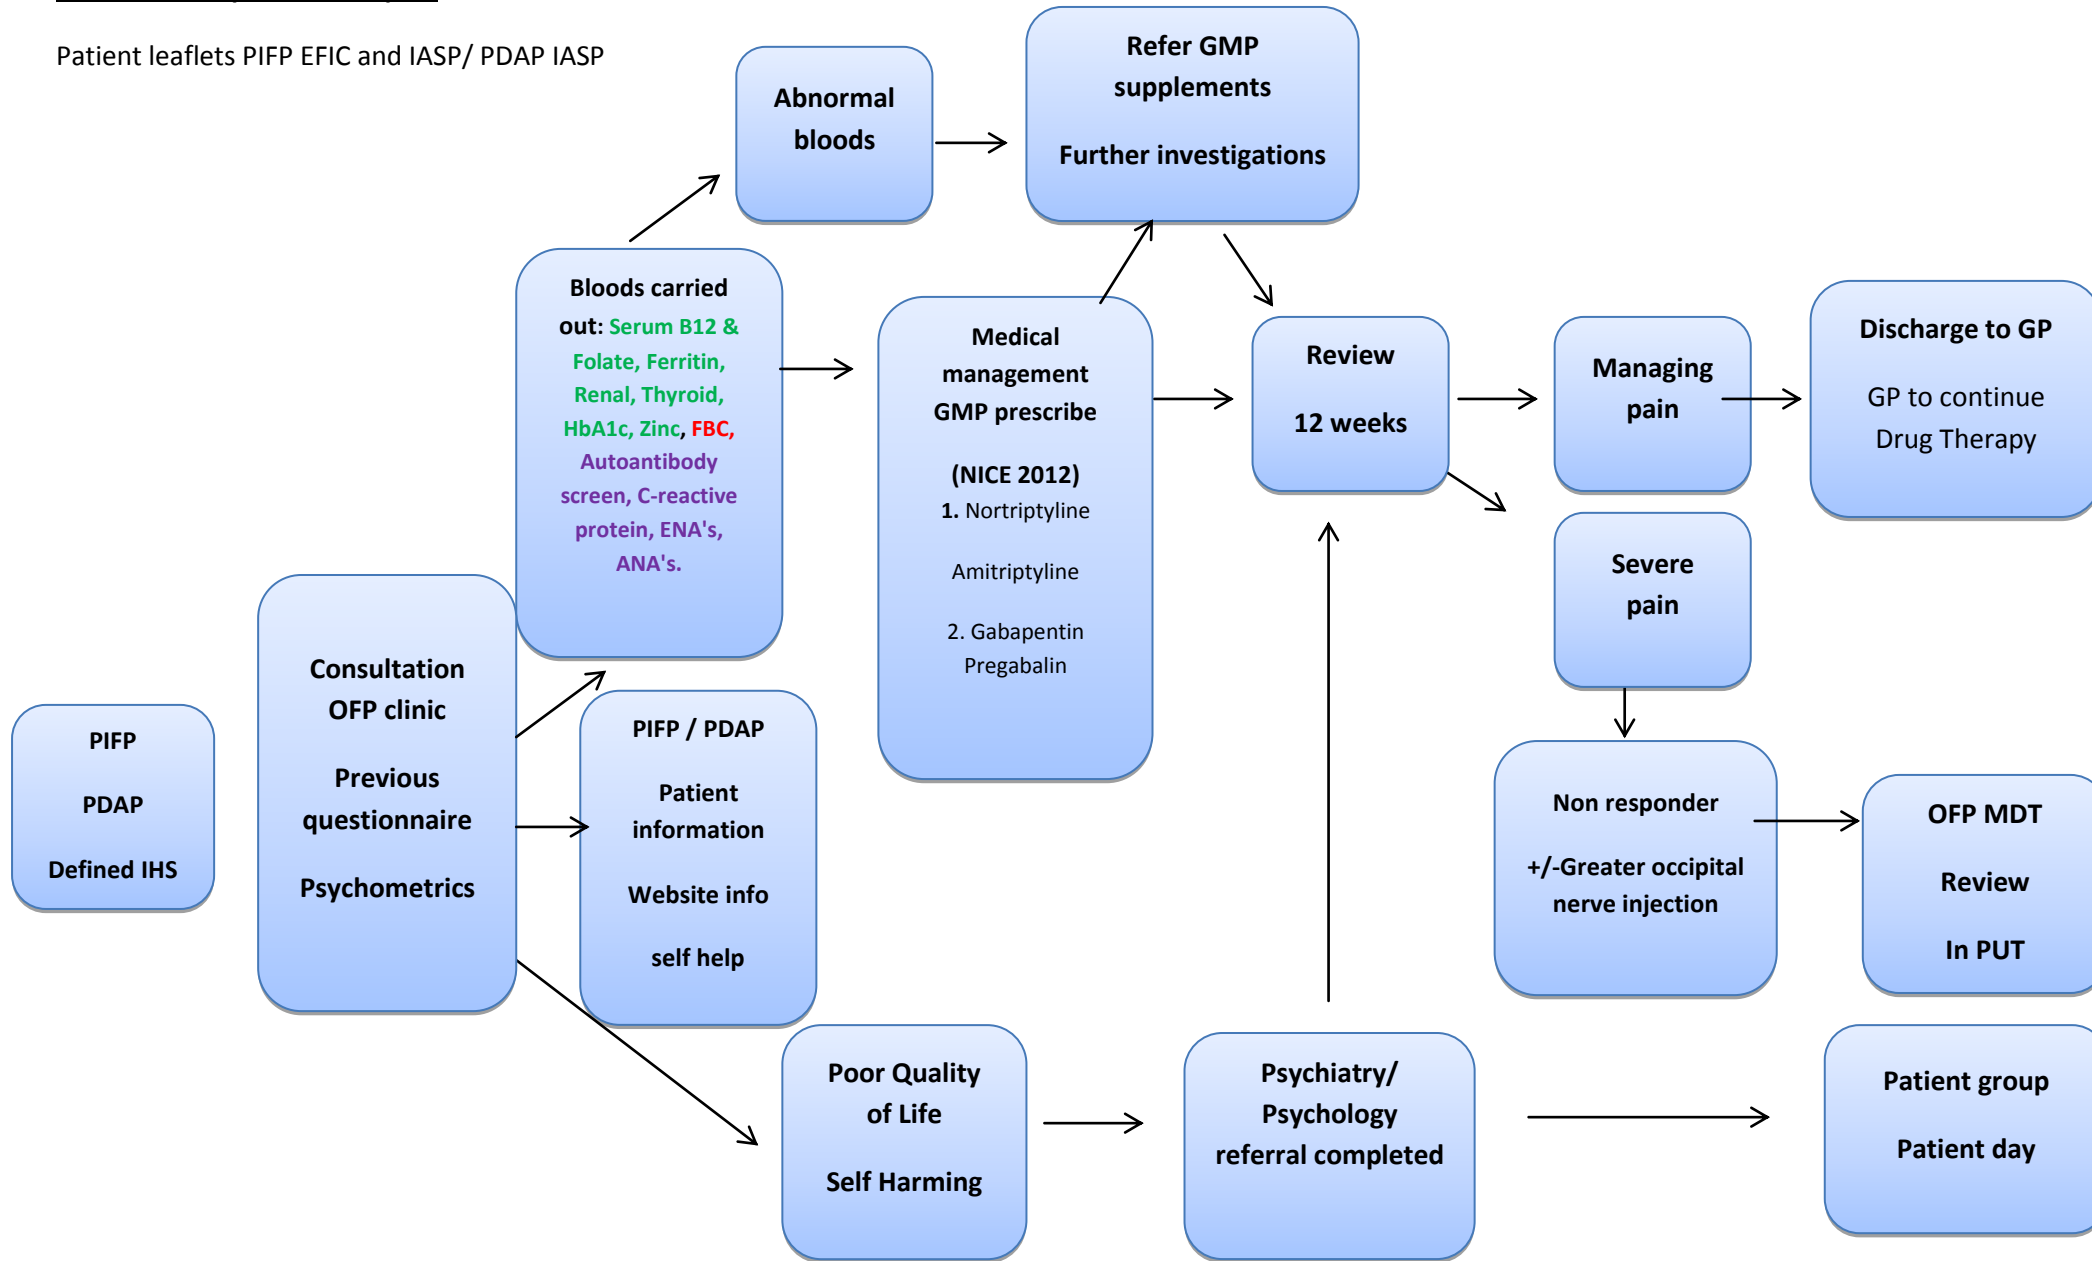 Patient leaflets PIFP EFIC and IASP/ PDAP IASP
Abnormal
bloods
Refer GMP
supplements
Further investigations
Bloods carried
out: Serum B12 &
Folate, Ferritin,
Renal, Thyroid,
HbA1c, Zinc, FBC,
Autoantibody
screen, C-reactive
protein, ENA's,
ANA's.
Medical
management
GMP prescribe
(NICE 2012)
1. Nortriptyline
Amitriptyline
2. Gabapentin
Pregabalin
Review
12 weeks
Managing
pain
Discharge to GP
GP to continue
Drug Therapy
Severe
pain
PIFP
PDAP
Defined IHS
Consultation
OFP clinic
Previous
questionnaire
Psychometrics
PIFP / PDAP
Patient
information
Website info
self help
Non responder
+/-Greater occipital
nerve injection
OFP MDT
Review
In PUT
Poor Quality
of Life
Self Harming
Psychiatry/
Psychology
referral completed
Patient group
Patient day